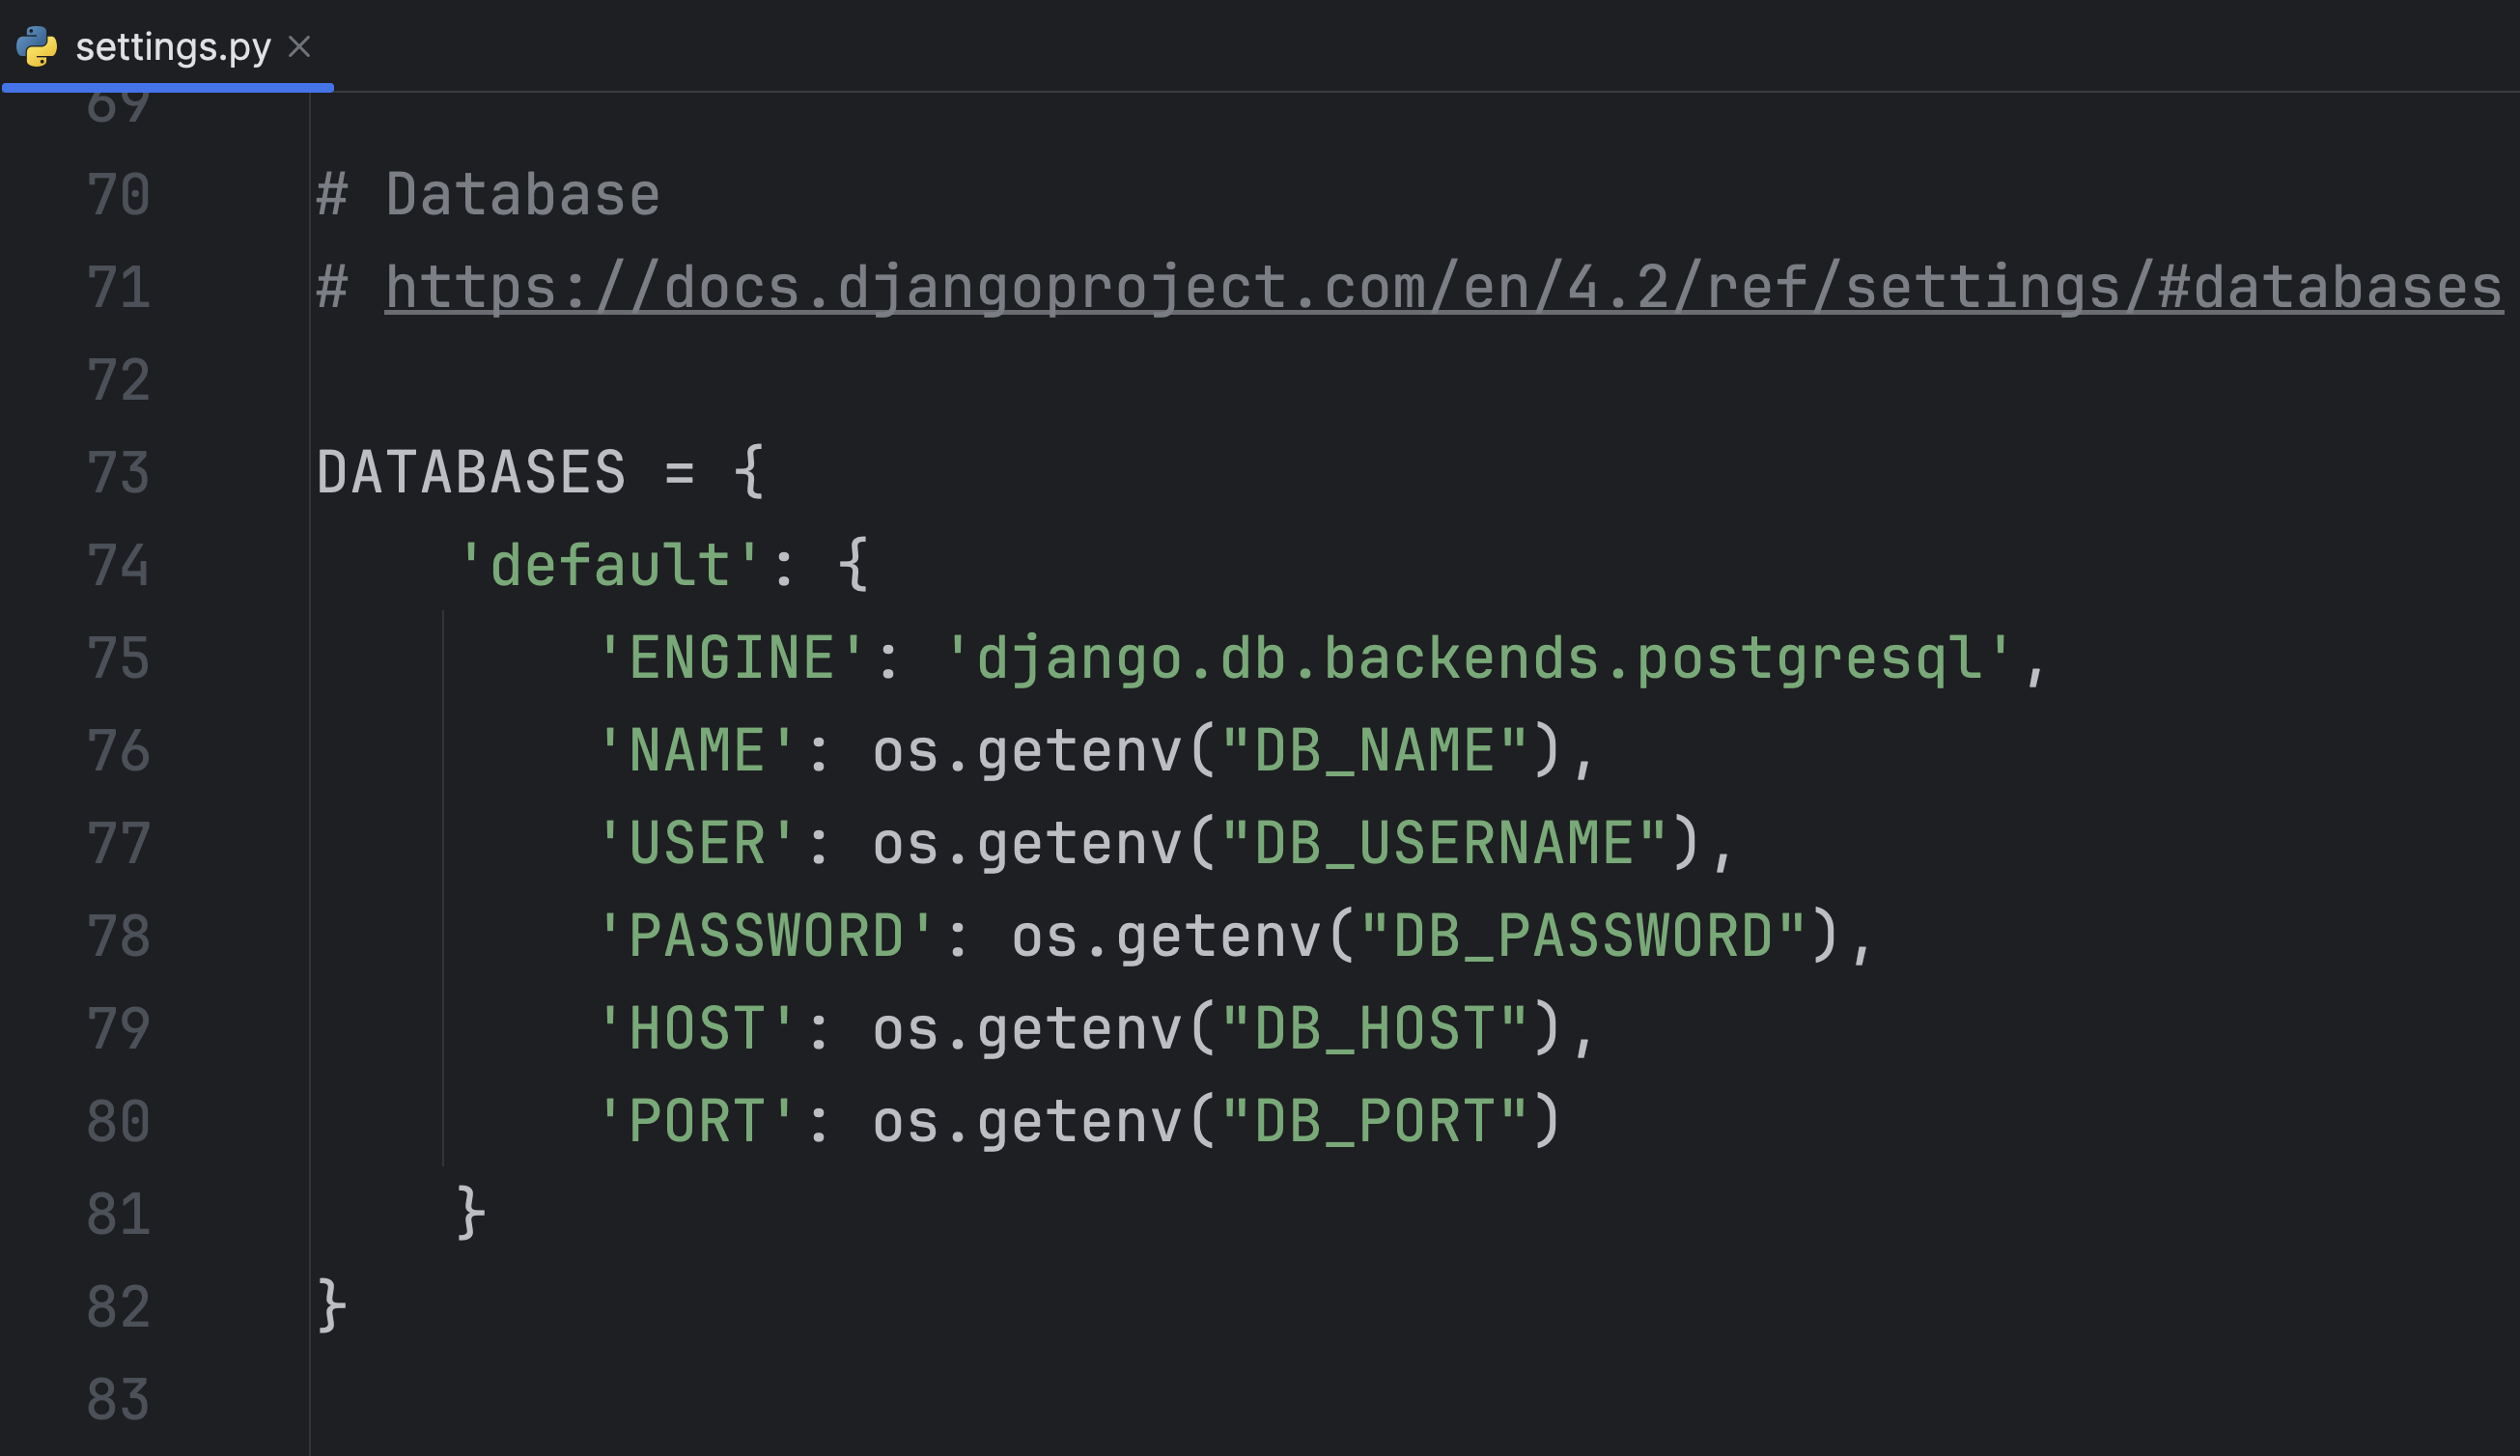 settings.py
69
70 # Database
71 # https://docs.djangoproject.com/en/4.2/ref/settings/#databases
72
73 DATABASES = {
74     'default': {
75         'ENGINE': 'django.db.backends.postgresql',
76         'NAME': os.getenv("DB_NAME"),
77         'USER': os.getenv("DB_USERNAME"),
78         'PASSWORD': os.getenv("DB_PASSWORD"),
79         'HOST': os.getenv("DB_HOST"),
80         'PORT': os.getenv("DB_PORT")
81     }
82 }
83